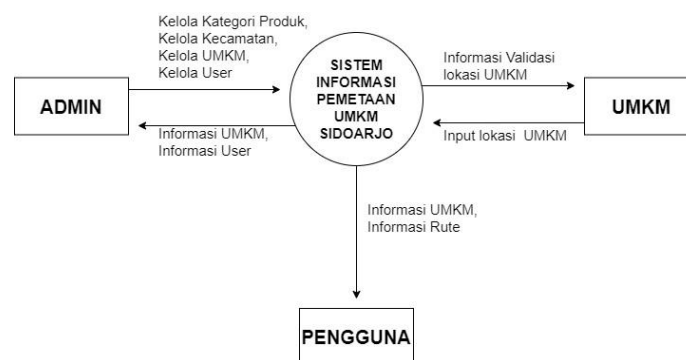 Kelola Kategori Produk,
Kelola Kecamatan,
Kelola UMKM,
Kelola User
ADMIN
Informasi UMKM,
Informasi User
SISTEM
INFORMASI
PEMETAAN
UMKM
SIDOARJO
Informasi Validasi
lokasi UMKM
UMKM
Input lokasi UMKM
Informasi UMKM,
Informasi Rute
PENGGUNA